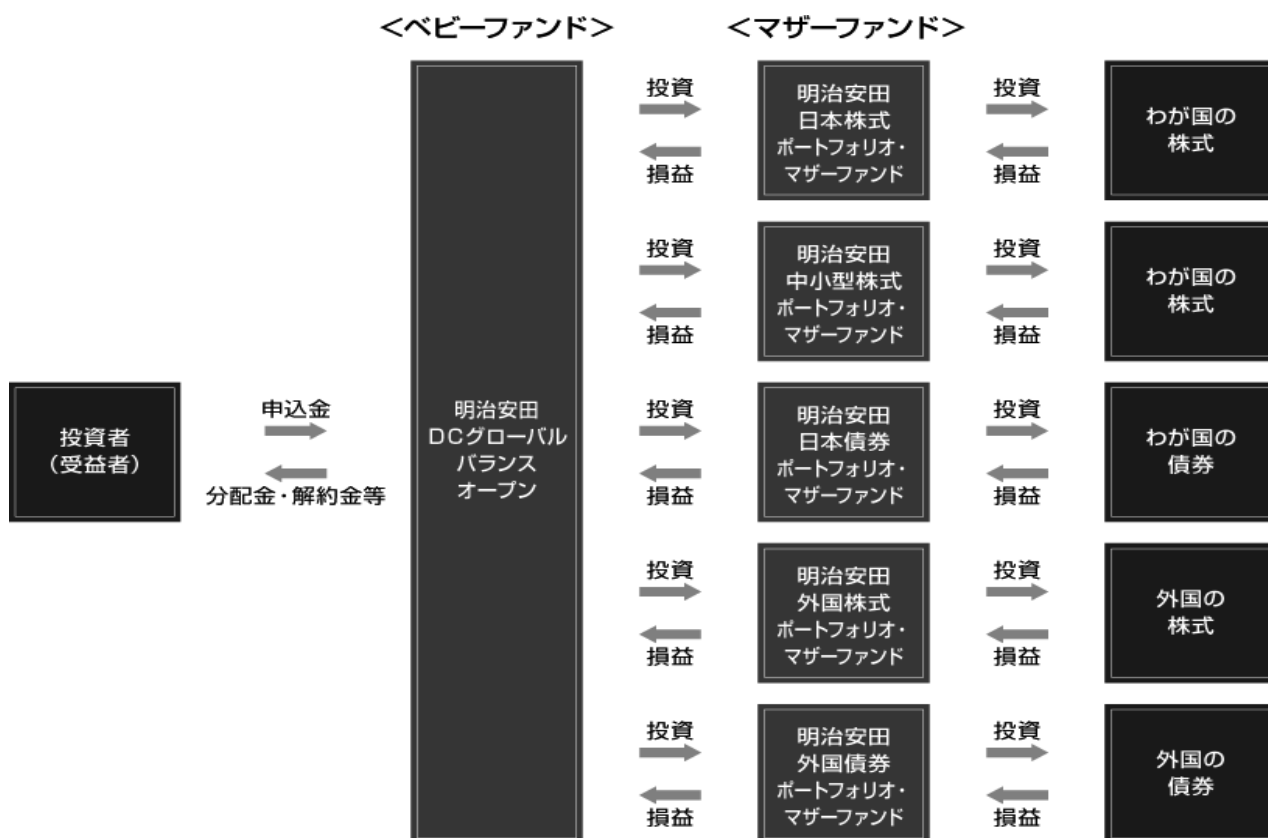 ＜ベビーファンド＞
＜マザーファンド＞
投資者
（受益者）
申込金
分配金・解約金等
明治安田
DCグローバル
バランス
オープン
投資
損益
明治安田
日本株式
ポートフォリオ・
マザーファンド
投資
損益
わが国の
株式
投資
損益
明治安田
中小型株式
ポートフォリオ・
マザーファンド
投資
損益
わが国の
株式
投資
損益
明治安田
日本債券
ポートフォリオ・
マザーファンド
投資
損益
わが国の
債券
投資
損益
明治安田
外国株式
ポートフォリオ・
マザーファンド
投資
損益
外国の
株式
投資
損益
明治安田
外国債券
ポートフォリオ・
マザーファンド
投資
損益
外国の
債券